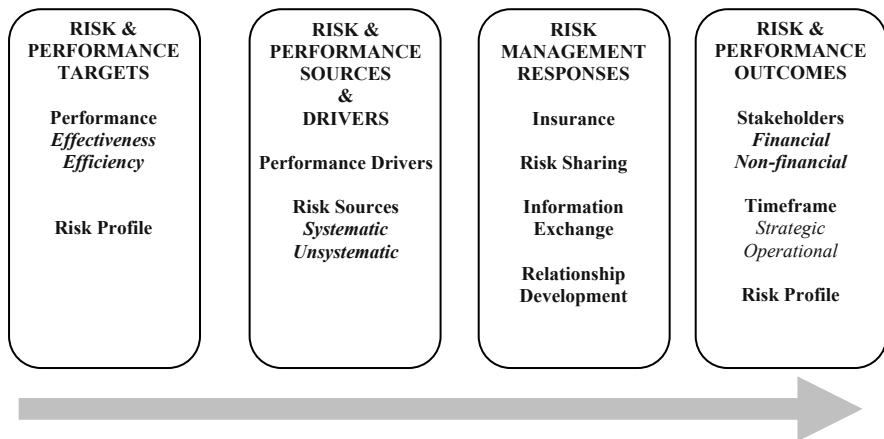 RISK &
PERFORMANCE
TARGETS
Performance
Effectiveness
Efficiency
Risk Profile
RISK &
PERFORMANCE
SOURCES
&
DRIVERS
Performance Drivers
Risk Sources
Systematic
Unsystematic
RISK
MANAGEMENT
RESPONSES
Insurance
Risk Sharing
Information
Exchange
Relationship
Development
RISK &
PERFORMANCE
OUTCOMES
Stakeholders
Financial
Non-financial
Timeframe
Strategic
Operational
Risk Profile